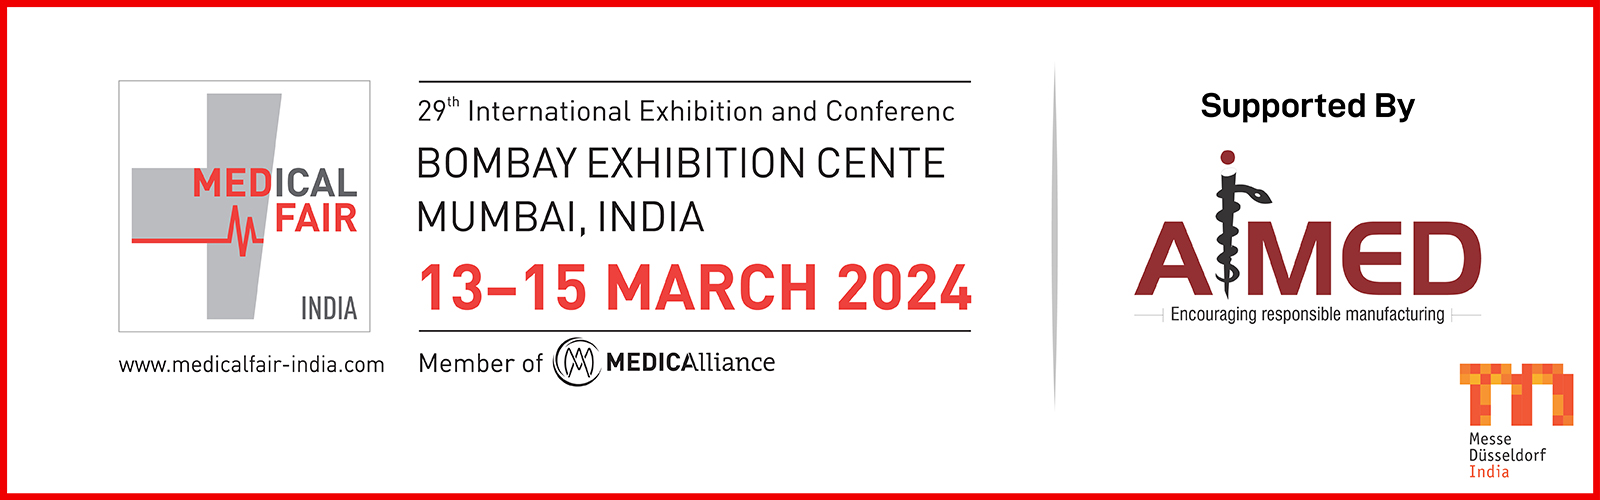 MEDICAL
FAIR
INDIA
www.medicalfair-india.com
29th International Exhibition and Conferenc
BOMBAY EXHIBITION CENTE
MUMBAI, INDIA
13–15 MARCH 2024
Member of MEDICAlliance
Supported By
AiMED
Encouraging responsible manufacturing
Messe
Düsseldorf
India